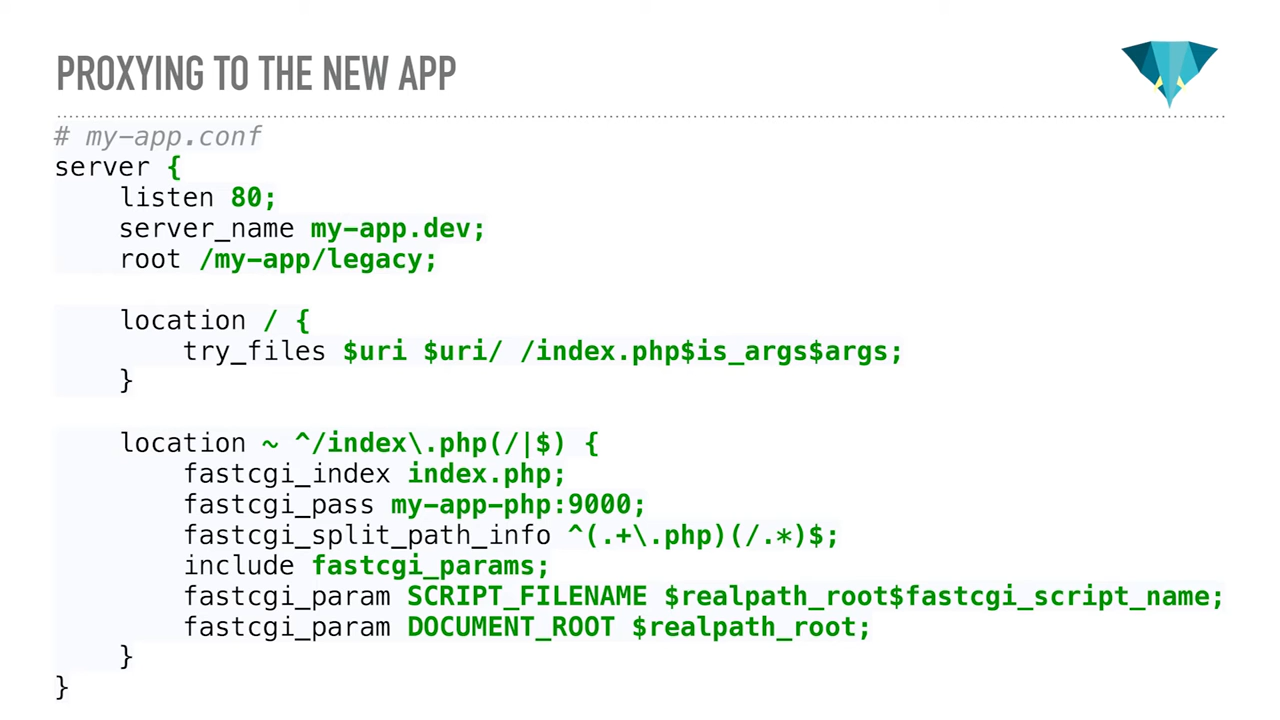 PROXYING TO THE NEW APP
# my-app.conf
server {
    listen 80;
    server_name my-app.dev;
    root /my-app/legacy;

    location / {
        try_files $uri $uri/ /index.php$is_args$args;
    }

    location ~ ^/index\.php(/|$) {
        fastcgi_index index.php;
        fastcgi_pass my-app-php:9000;
        fastcgi_split_path_info ^(.+\.php)(/.*)$;
        include fastcgi_params;
        fastcgi_param SCRIPT_FILENAME $realpath_root$fastcgi_script_name;
        fastcgi_param DOCUMENT_ROOT $realpath_root;
    }
}